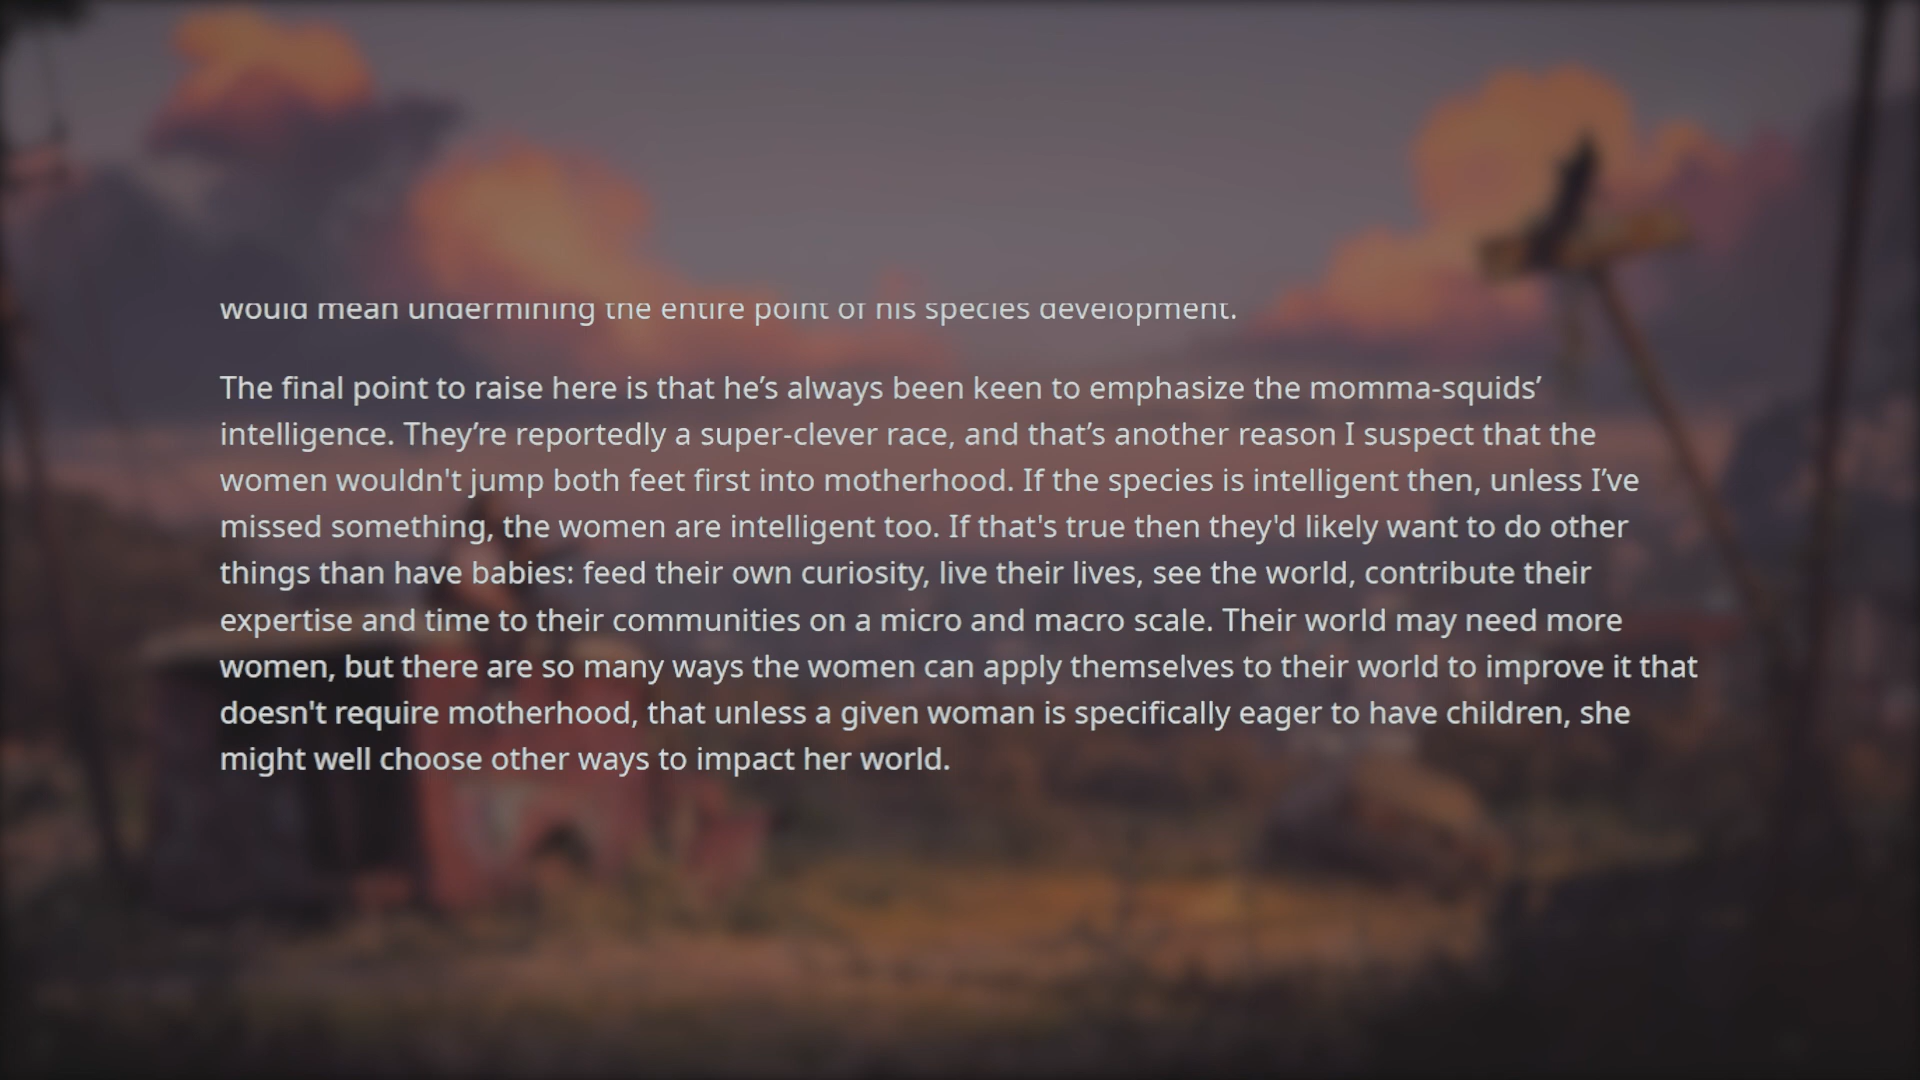 would mean undermining the entire point of his species development.
The final point to raise here is that he’s always been keen to emphasize the momma-squids’
intelligence. They’re reportedly a super-clever race, and that’s another reason I suspect that the
women wouldn't jump both feet first into motherhood. If the species is intelligent then, unless I’ve
missed something, the women are intelligent too. If that's true then they'd likely want to do other
things than have babies: feed their own curiosity, live their lives, see the world, contribute their
expertise and time to their communities on a micro and macro scale. Their world may need more
women, but there are so many ways the women can apply themselves to their world to improve it that
doesn't require motherhood, that unless a given woman is specifically eager to have children, she
might well choose other ways to impact her world.